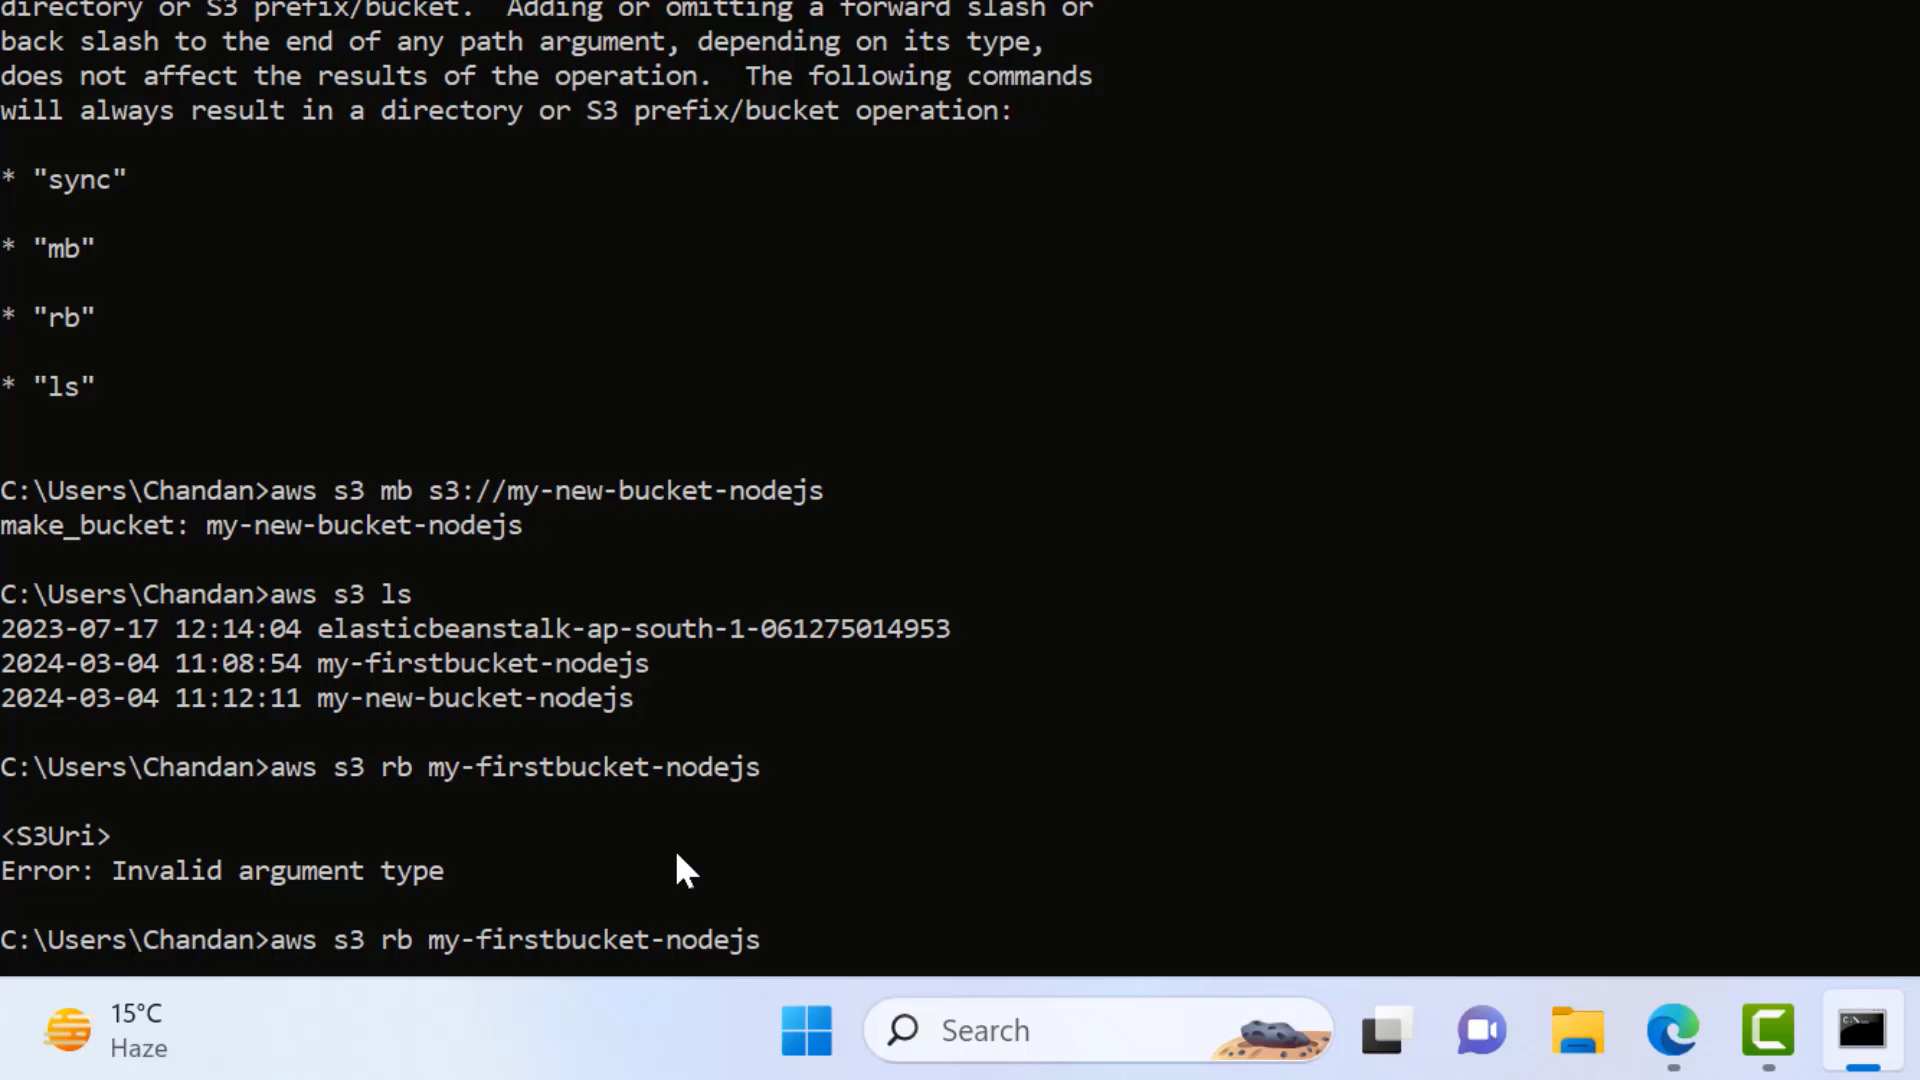 directory or S3 prefix/bucket.  Adding or omitting a forward slash or
back slash to the end of any path argument, depending on its type,
does not affect the results of the operation.  The following commands
will always result in a directory or S3 prefix/bucket operation:
* "sync"
* "mb"
* "rb"
* "ls"
C:\Users\Chandan>aws s3 mb s3://my-new-bucket-nodejs
make_bucket: my-new-bucket-nodejs
C:\Users\Chandan>aws s3 ls
2023-07-17 12:14:04 elasticbeanstalk-ap-south-1-061275014953
2024-03-04 11:08:54 my-firstbucket-nodejs
2024-03-04 11:12:11 my-new-bucket-nodejs
C:\Users\Chandan>aws s3 rb my-firstbucket-nodejs
<S3Uri>
Error: Invalid argument type
C:\Users\Chandan>aws s3 rb my-firstbucket-nodejs
15°C
Haze
Search